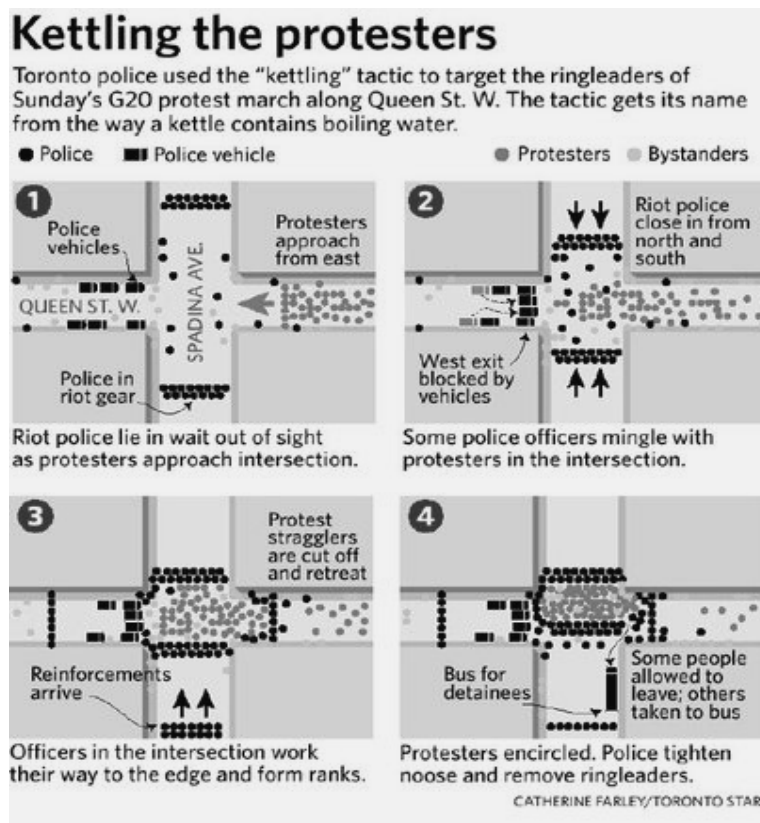 Kettling the protesters
Toronto police used the “kettling” tactic to target the ringleaders of
Sunday’s G20 protest march along Queen St. W. The tactic gets its name
from the way a kettle contains boiling water.
Police
Police vehicle
Protesters
Bystanders
1
Police
vehicles
Protesters
approach
from east
QUEEN ST. W.
SPADINA AVE.
Police in
riot gear
Riot police lie in wait out of sight
as protesters approach intersection.
2
Riot police
close in from
north and
south
West exit
blocked by
vehicles
Some police officers mingle with
protesters in the intersection.
3
Protest
stragglers
are cut off
and retreat
Reinforcements
arrive
Officers in the intersection work
their way to the edge and form ranks.
4
Bus for
detainees
Some people
allowed to
leave; others
taken to bus
Protesters encircled. Police tighten
noose and remove ringleaders.
CATHERINE FARLEY/TORONTO STAR